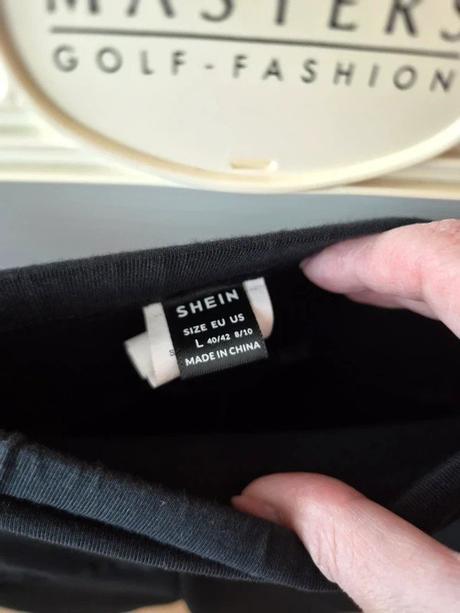 MASTERS
GOLF-FASHION
SHEIN
SIZE EU US
L 40/42 8/10
MADE IN CHINA